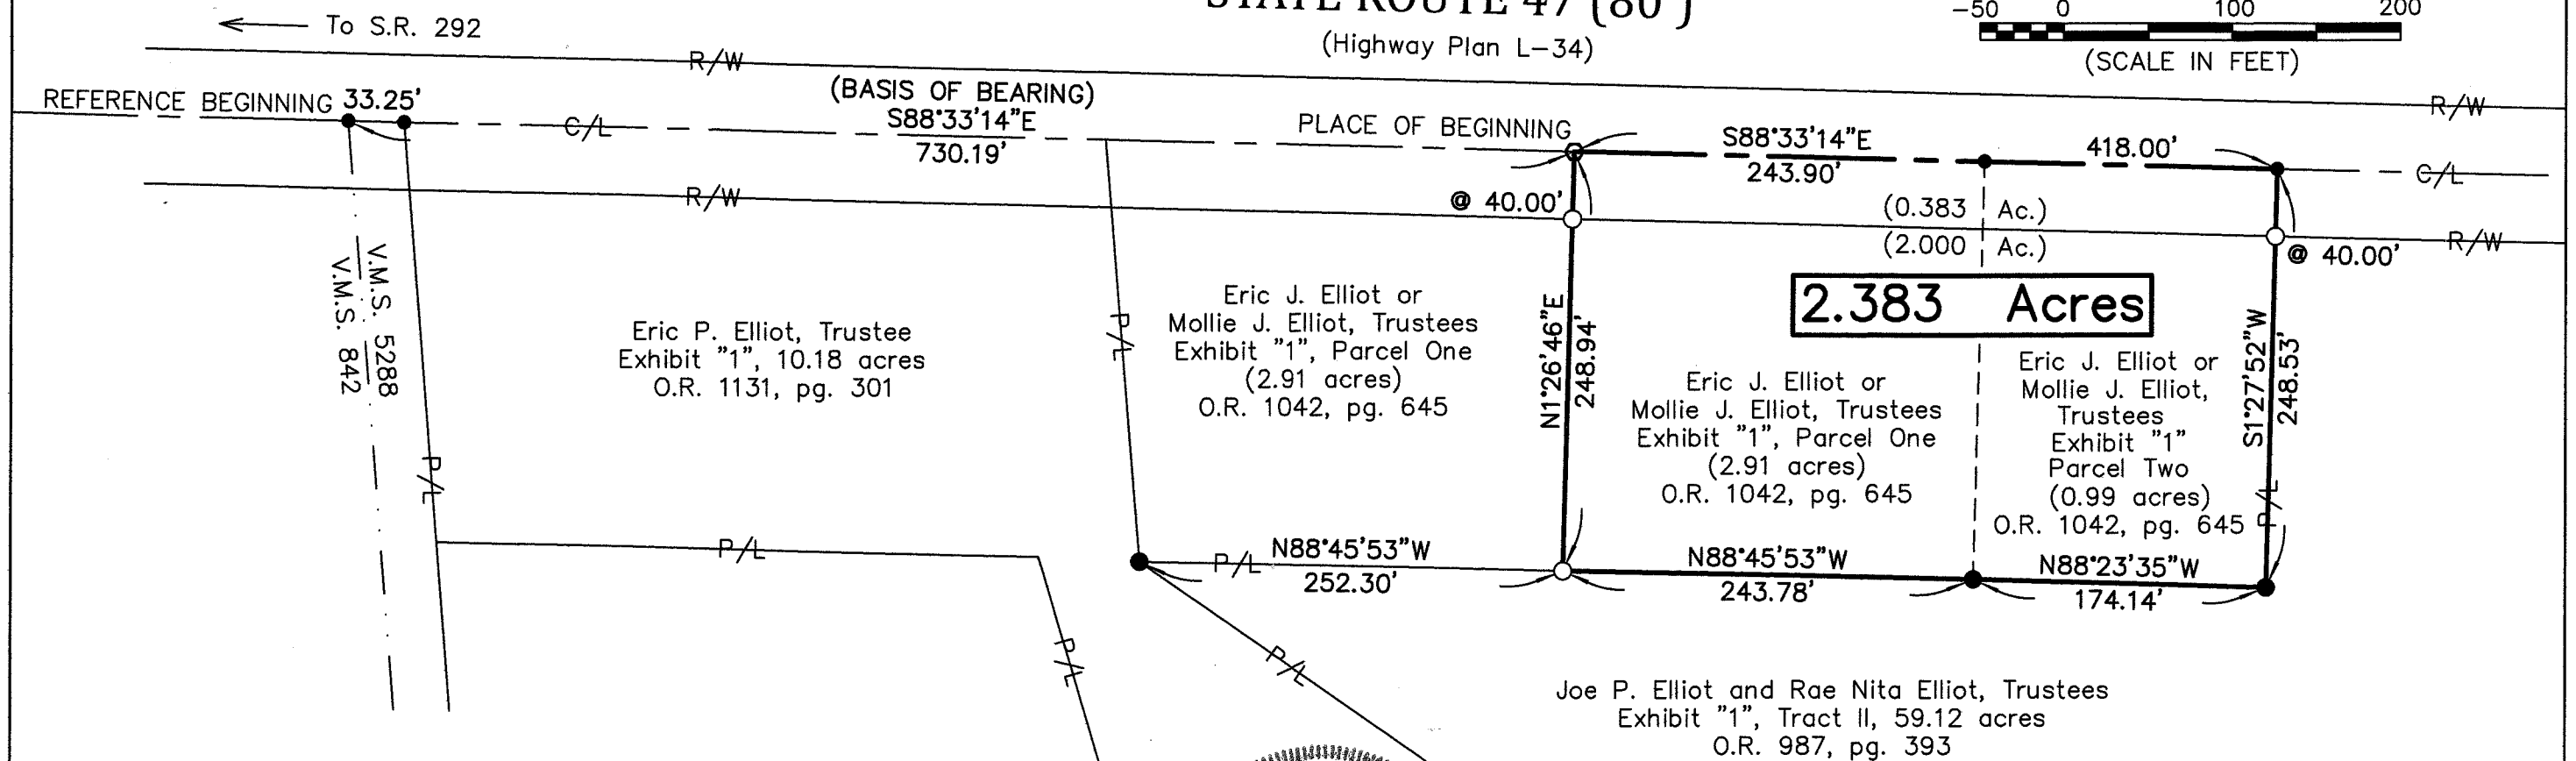 STATE ROUTE 47 (80')
(Highway Plan L-34)
To S.R. 292
-50 0 100 200
(SCALE IN FEET)
R/W
R/W
REFERENCE BEGINNING 33.25'
C/L
(BASIS OF BEARING)
S88°33'14"E
730.19'
PLACE OF BEGINNING
S88°33'14"E
243.90'
418.00'
C/L
R/W
@ 40.00'
(0.383 Ac.)
(2.000 Ac.)
R/W
@ 40.00'
2.383 Acres
V.M.S. 5288
V.M.S. 842
P/L
Eric P. Elliot, Trustee
Exhibit "1", 10.18 acres
O.R. 1131, pg. 301
P/L
P/L
P/L
Eric J. Elliot or
Mollie J. Elliot, Trustees
Exhibit "1", Parcel One
(2.91 acres)
O.R. 1042, pg. 645
N1°26'46"E
248.94'
Eric J. Elliot or
Mollie J. Elliot, Trustees
Exhibit "1", Parcel One
(2.91 acres)
O.R. 1042, pg. 645
Eric J. Elliot or
Mollie J. Elliot,
Trustees
Exhibit "1"
Parcel Two
(0.99 acres)
O.R. 1042, pg. 645
S1°27'52"W
248.53'
P/L
P/L
N88°45'53"W
252.30'
N88°45'53"W
243.78'
N88°23'35"W
174.14'
P/L
Joe P. Elliot and Rae Nita Elliot, Trustees
Exhibit "1", Tract II, 59.12 acres
O.R. 987, pg. 393